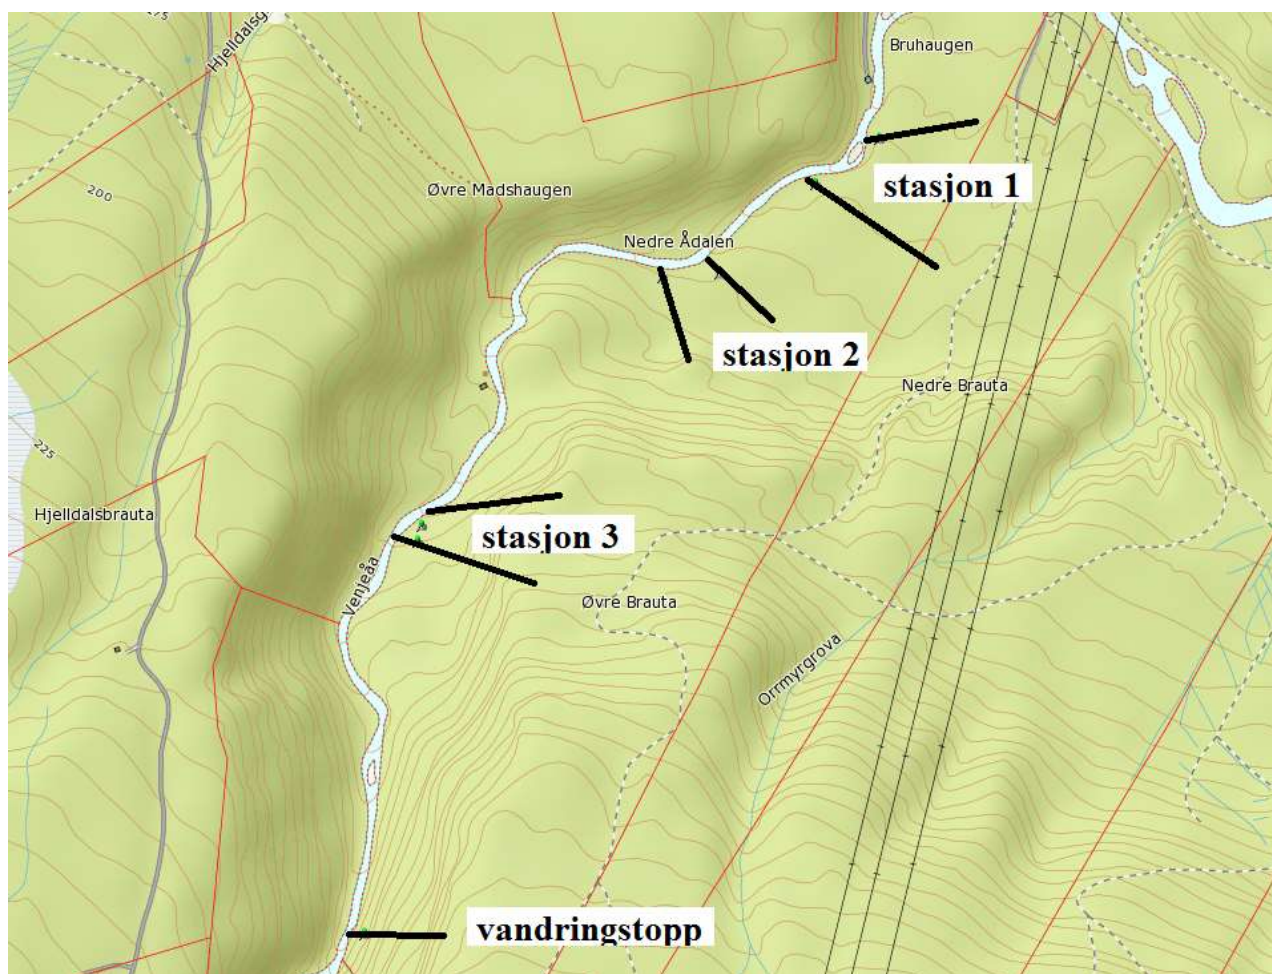 Hjelldalsg
Bruhaugen
stasjon 1
200
Øvre Madshaugen
Nedre Ådalen
stasjon 2
Nedre Brauta
225
Hjelldalsbrauta
stasjon 3
Venjeåa
Øvre Brauta
Orrmyrgrova
vandringstopp